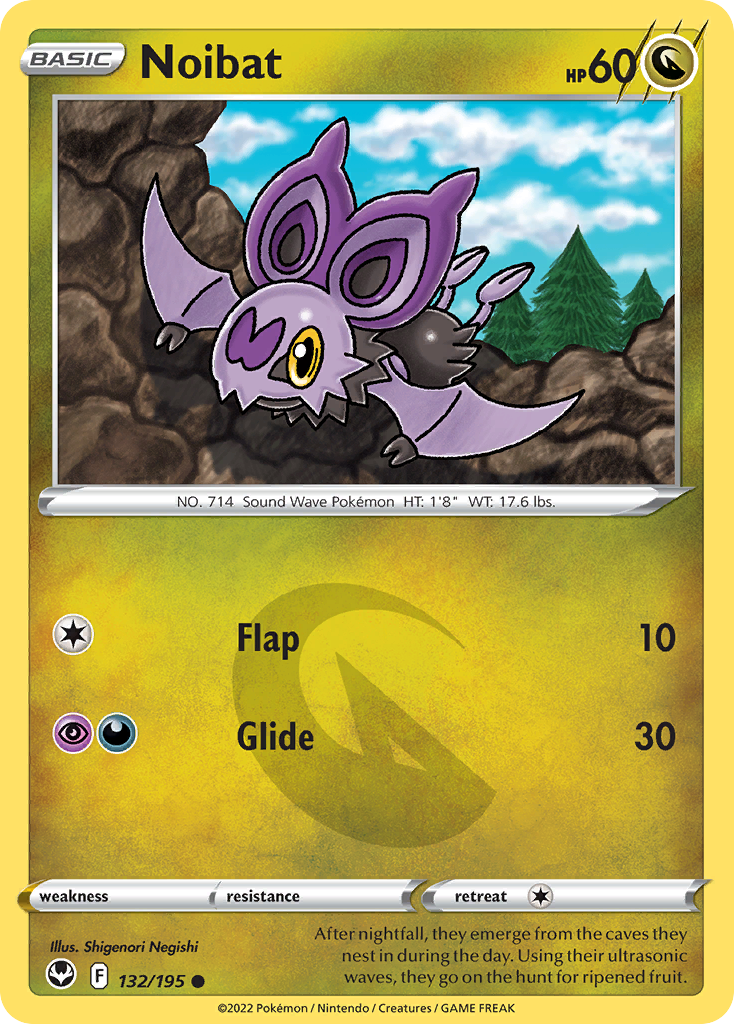 BASIC Noibat HP60
NO. 714 Sound Wave Pokémon HT: 1'8" WT: 17.6 lbs.
Flap 10
Glide 30
weakness resistance retreat
Illus. Shigenori Negishi
After nightfall, they emerge from the caves they
nest in during the day. Using their ultrasonic
waves, they go on the hunt for ripened fruit.
F 132/195
©2022 Pokémon / Nintendo / Creatures / GAME FREAK